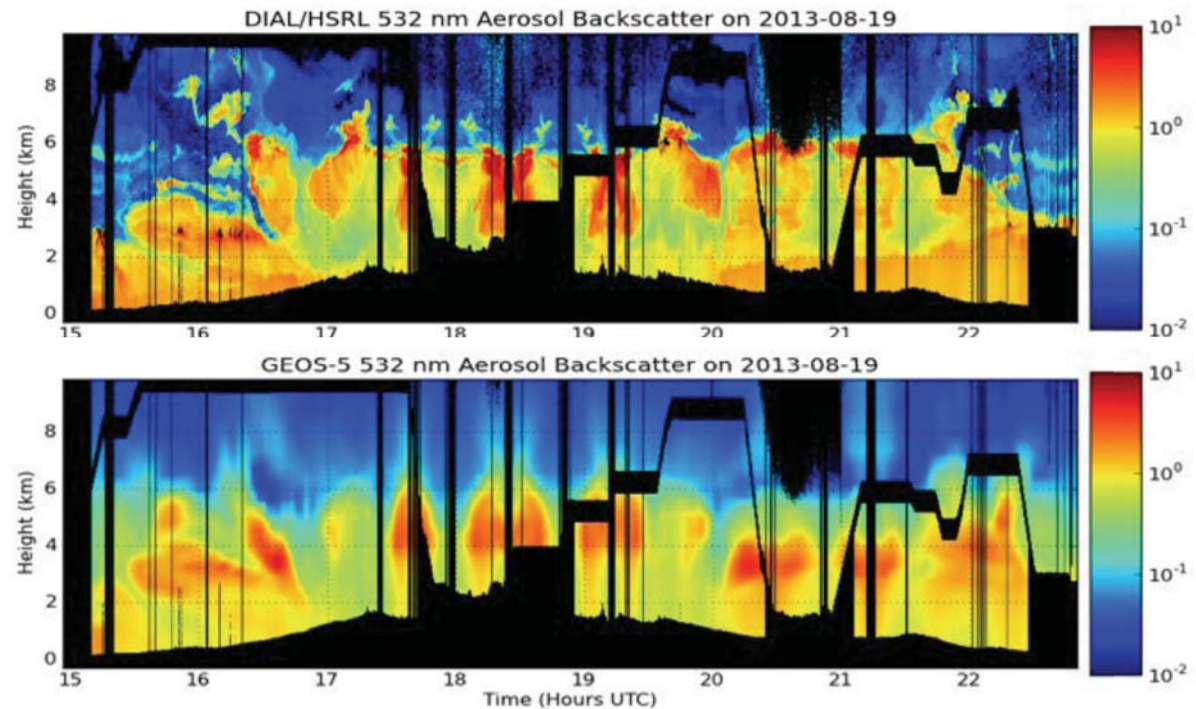 DIAL/HSRL 532 nm Aerosol Backscatter on 2013-08-19
10¹
8
6
4
2
0
Height (km)
10⁰
10⁻¹
10⁻²
15 16 17 18 19 20 21 22
GEOS-5 532 nm Aerosol Backscatter on 2013-08-19
10¹
8
6
4
2
0
Height (km)
10⁰
10⁻¹
10⁻²
15 16 17 18 19 20 21 22
Time (Hours UTC)